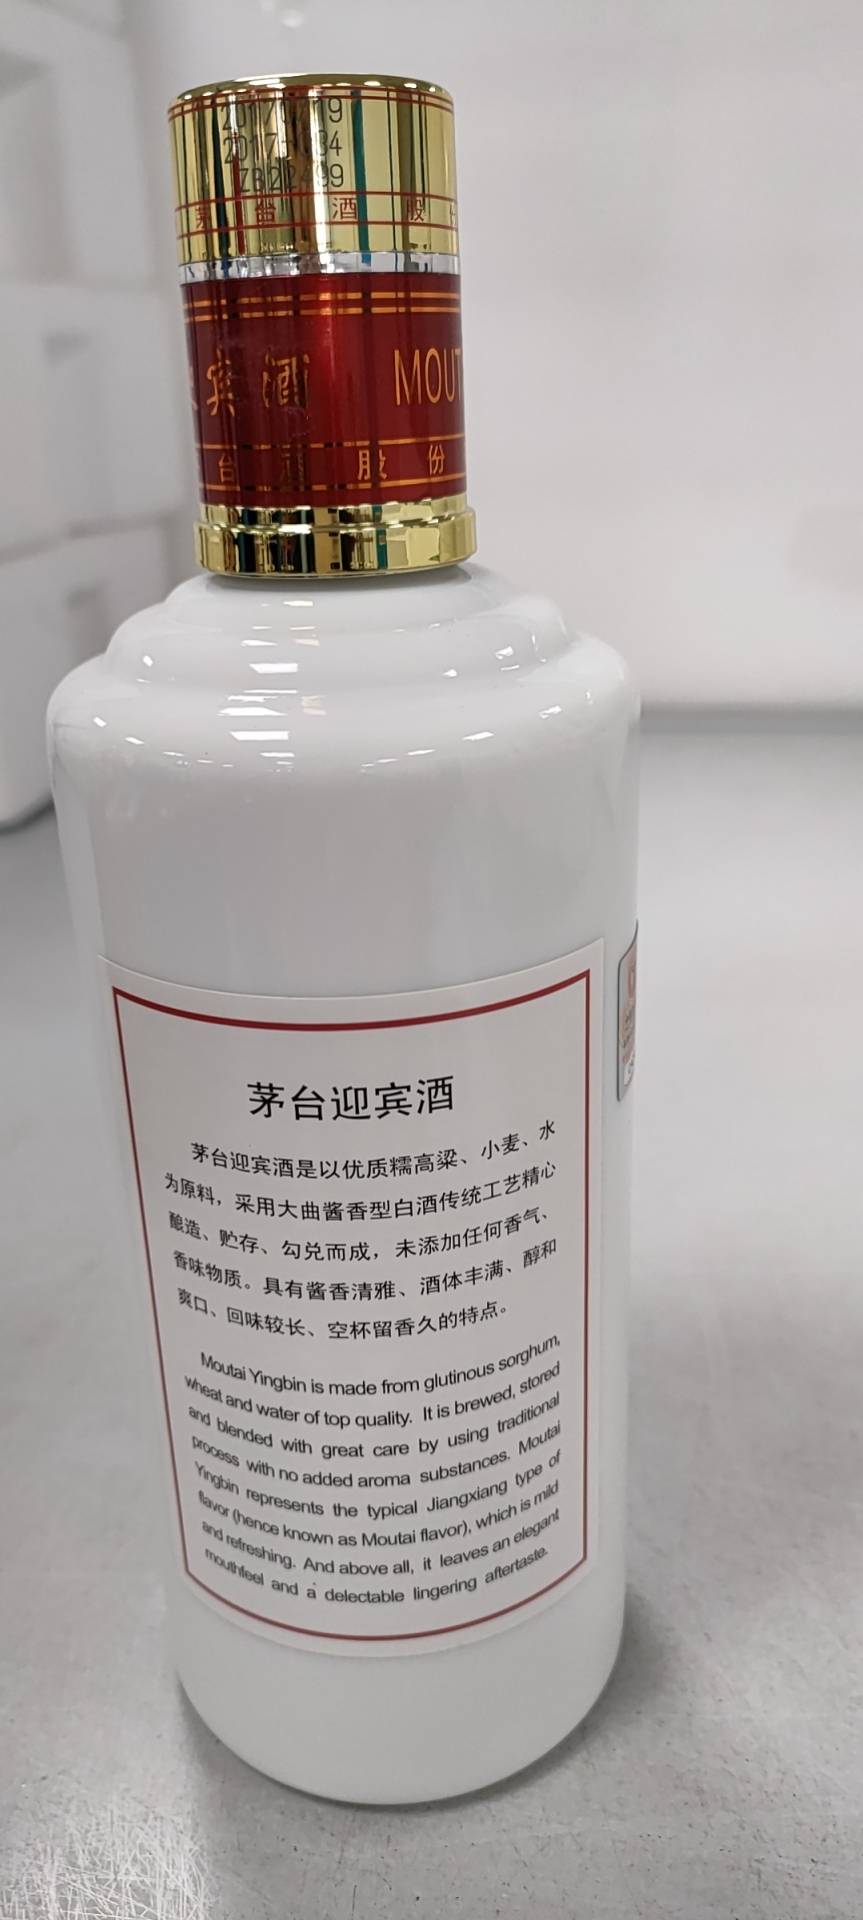 ZB22499
茅 台 酒 股
宾 酒 MOUT
台 酒 股 份
茅台迎宾酒
茅台迎宾酒是以优质糯高粱、小麦、水
为原料，采用大曲酱香型白酒传统工艺精心
酿造、贮存、勾兑而成，未添加任何香气、
香味物质。具有酱香清雅、酒体丰满、醇和
爽口、回味较长、空杯留香久的特点。
Moutai Yingbin is made from glutinous sorghum,
wheat and water of top quality. It is brewed, stored
and blended with great care by using traditional
process with no added aroma substances. Moutai
Yingbin represents the typical Jiangxiang type of
flavor (hence known as Moutai flavor), which is mild
and refreshing. And above all, it leaves an elegant
mouthfeel and a delectable lingering aftertaste.